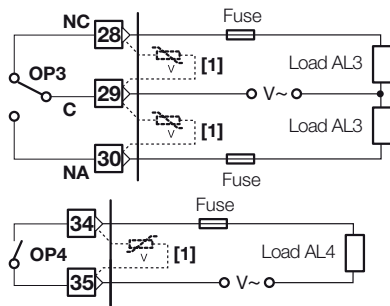 NC 28 Fuse
V [1] Load AL3
OP3 29 V~
C
V [1] Load AL3
NA 30 Fuse
34 Fuse
OP4 V [1] Load AL4
35 V~